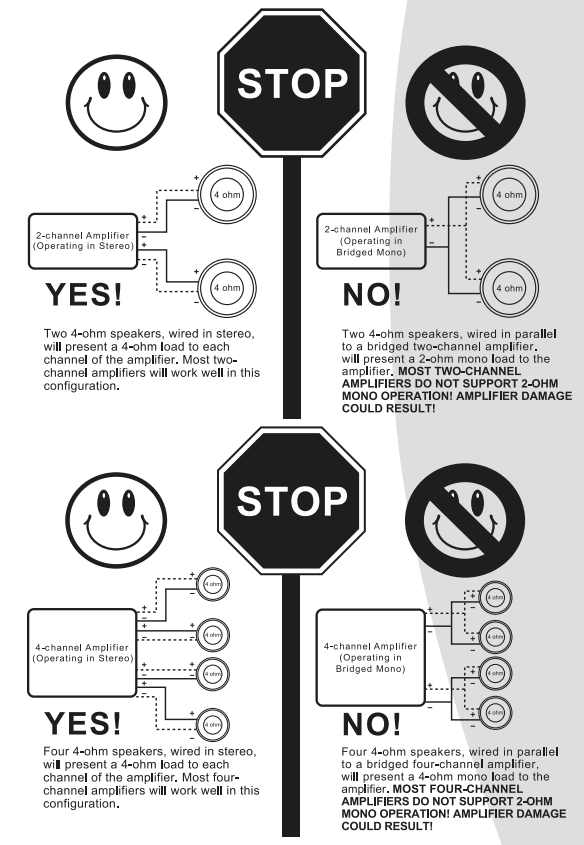 STOP
+
4 ohm
−
2-channel Amplifier
(Operating in Stereo)
+
−
+
−
+
4 ohm
−
YES!
Two 4-ohm speakers, wired in stereo,
will present a 4-ohm load to each
channel of the amplifier. Most two-
channel amplifiers will work well in this
configuration.
+
4 ohm
−
2-channel Amplifier
(Operating in
Bridged Mono)
+
−
+
4 ohm
−
NO!
Two 4-ohm speakers, wired in parallel
to a bridged two-channel amplifier.
will present a 2-ohm mono load to the
amplifier. MOST TWO-CHANNEL
AMPLIFIERS DO NOT SUPPORT 2-OHM
MONO OPERATION! AMPLIFIER DAMAGE
COULD RESULT!
STOP
+
4 ohm
−
+
4 ohm
−
4-channel Amplifier
(Operating in Stereo)
+
−
+
−
+
−
+
−
+
4 ohm
−
+
4 ohm
−
YES!
Four 4-ohm speakers, wired in stereo,
will present a 4-ohm load to each
channel of the amplifier. Most four-
channel amplifiers will work well in this
configuration.
+
4 ohm
−
+
4 ohm
−
4-channel Amplifier
(Operating in
Bridged Mono)
+
−
+
−
+
4 ohm
−
+
4 ohm
−
NO!
Four 4-ohm speakers, wired in parallel
to a bridged four-channel amplifier,
will present a 4-ohm mono load to the
amplifier. MOST FOUR-CHANNEL
AMPLIFIERS DO NOT SUPPORT 2-OHM
MONO OPERATION! AMPLIFIER DAMAGE
COULD RESULT!